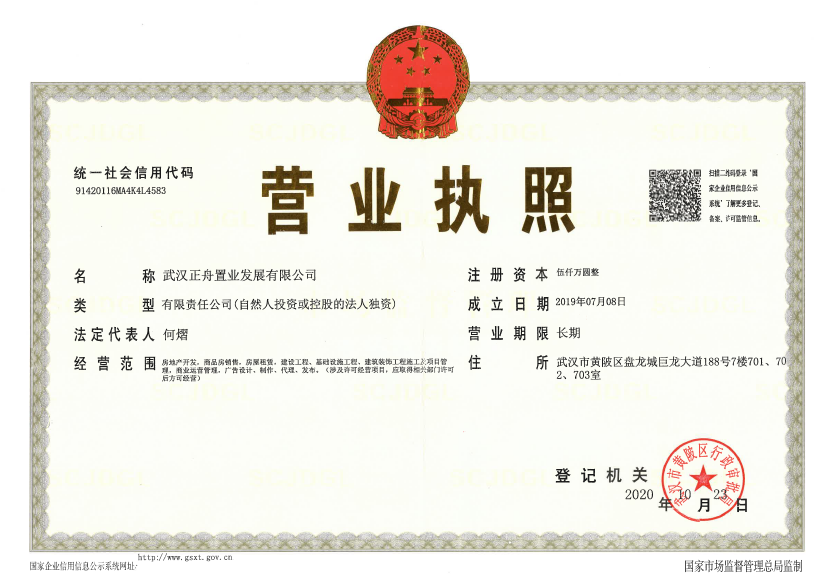 统一社会信用代码
91420116MA4K4L4583
营业执照
扫描二维码登录‘国
家企业信用信息公示
系统’了解更多登记、
备案、许可监管信息。
名 称 武汉正舟置业发展有限公司
类 型 有限责任公司(自然人投资或控股的法人独资)
法定代表人 何熠
经营范围 房地产开发，商品房销售，房屋租赁，建设工程、基础设施工程、建筑装饰工程施工及项目管
理，商业运营管理，广告设计、制作、代理、发布。（涉及许可经营项目，应取得相关部门许可
后方可经营）
注册资本 伍仟万圆整
成立日期 2019年07月08日
营业期限 长期
住 所 武汉市黄陂区盘龙城巨龙大道188号7楼701、70
2、703室
登记机关
武汉市黄陂区行政审批局
2020 年 10 月 23 日
http://www.gsxt.gov.cn
国家企业信用信息公示系统网址:
国家市场监督管理总局监制